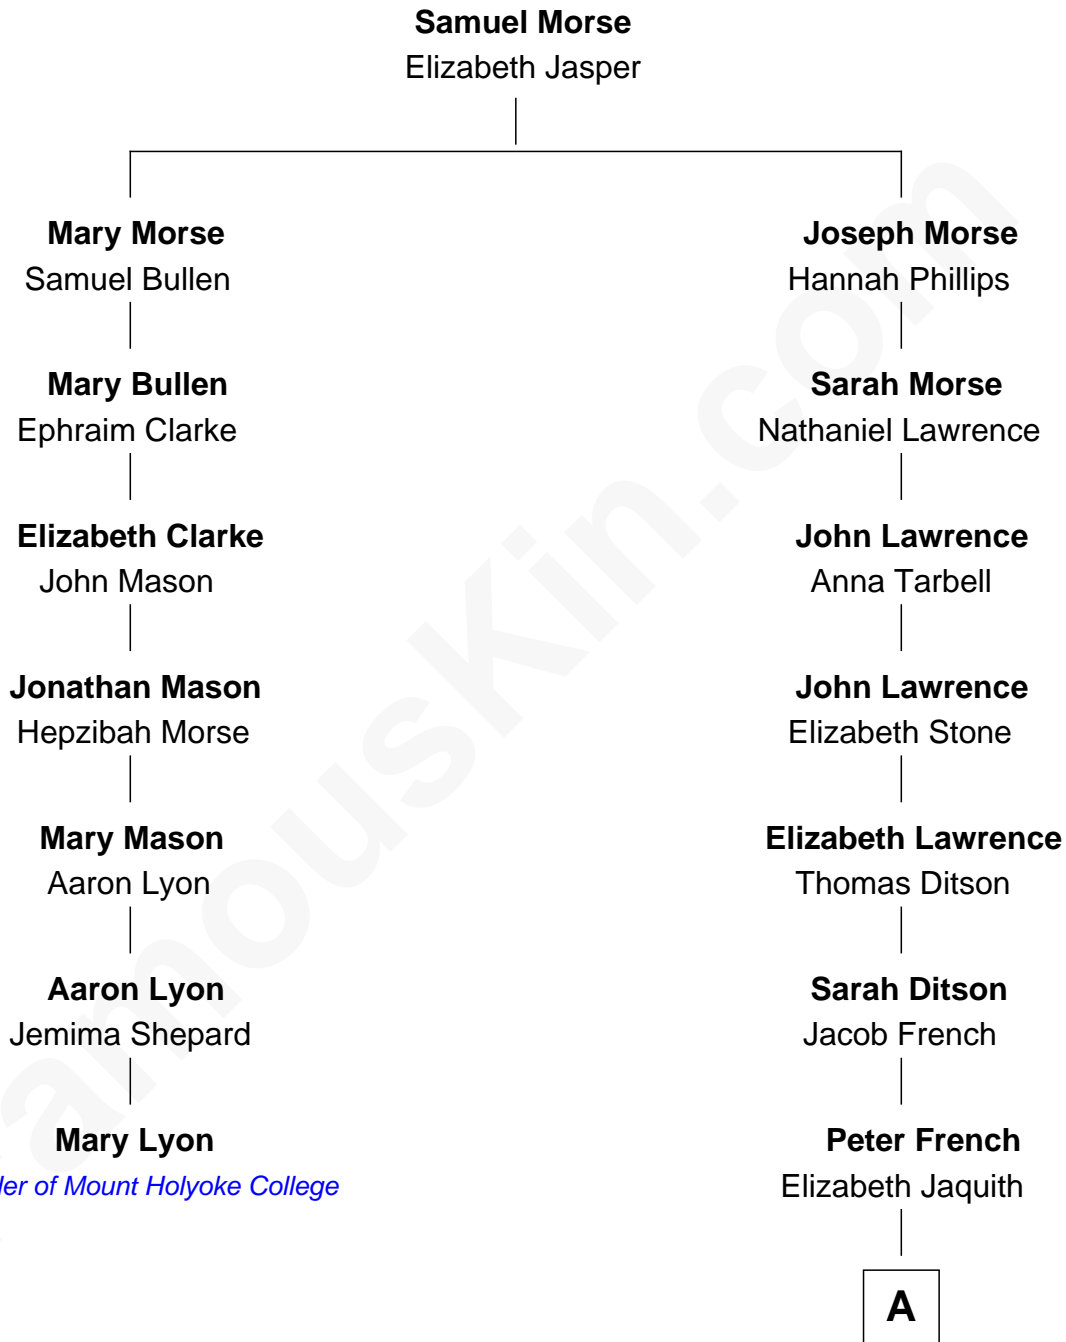 Samuel Morse
Elizabeth Jasper
Mary Morse
Samuel Bullen
Mary Bullen
Ephraim Clarke
Elizabeth Clarke
John Mason
Jonathan Mason
Hepzibah Morse
Mary Mason
Aaron Lyon
Aaron Lyon
Jemima Shepard
Mary Lyon
ler of Mount Holyoke College
Joseph Morse
Hannah Phillips
Sarah Morse
Nathaniel Lawrence
John Lawrence
Anna Tarbell
John Lawrence
Elizabeth Stone
Elizabeth Lawrence
Thomas Ditson
Sarah Ditson
Jacob French
Peter French
Elizabeth Jaquith
A
amouskin.com